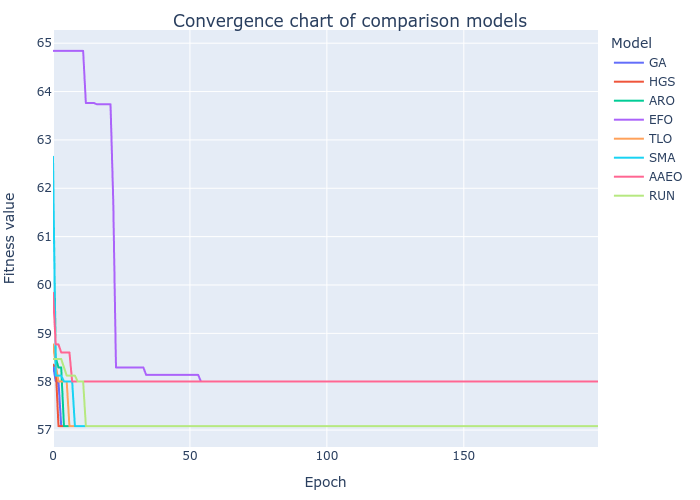 Convergence chart of comparison models
Fitness value
65
64
63
62
61
60
59
58
57
0
50
100
150
Epoch
Model
GA
HGS
ARO
EFO
TLO
SMA
AAEO
RUN